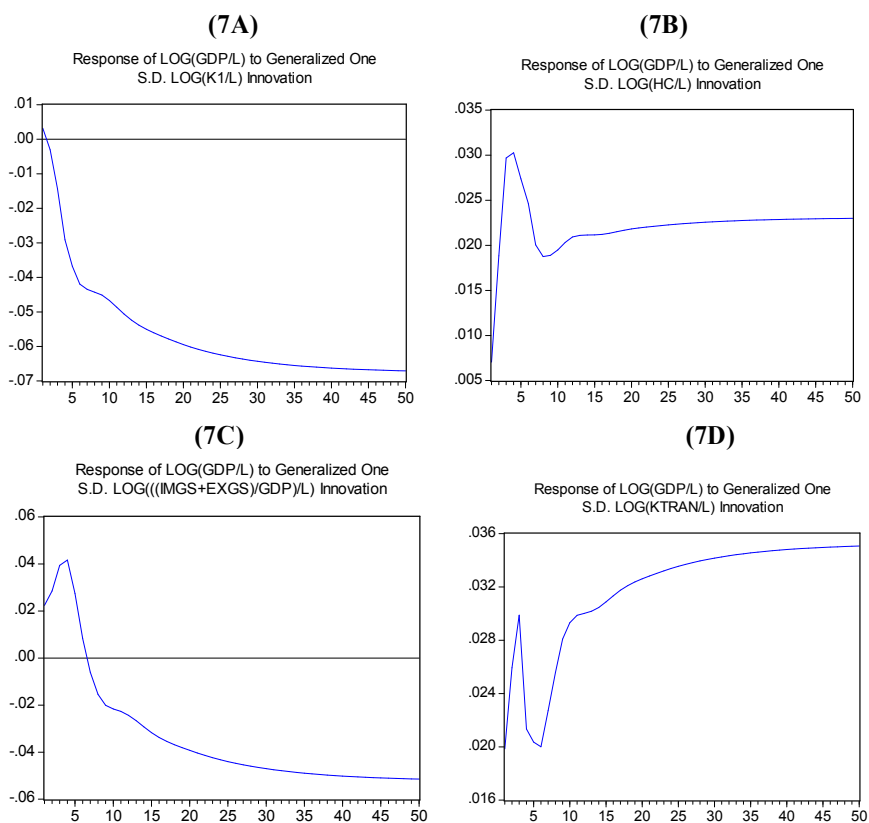 (7A)
Response of LOG(GDP/L) to Generalized One
S.D. LOG(K1/L) Innovation
.01
.00
-.01
-.02
-.03
-.04
-.05
-.06
-.07
5 10 15 20 25 30 35 40 45 50
(7B)
Response of LOG(GDP/L) to Generalized One
S.D. LOG(HC/L) Innovation
.035
.030
.025
.020
.015
.010
.005
5 10 15 20 25 30 35 40 45 50
(7C)
Response of LOG(GDP/L) to Generalized One
S.D. LOG(((IMGS+EXGS)/GDP)/L) Innovation
.06
.04
.02
.00
-.02
-.04
-.06
5 10 15 20 25 30 35 40 45 50
(7D)
Response of LOG(GDP/L) to Generalized One
S.D. LOG(KTRAN/L) Innovation
.036
.032
.028
.024
.020
.016
5 10 15 20 25 30 35 40 45 50